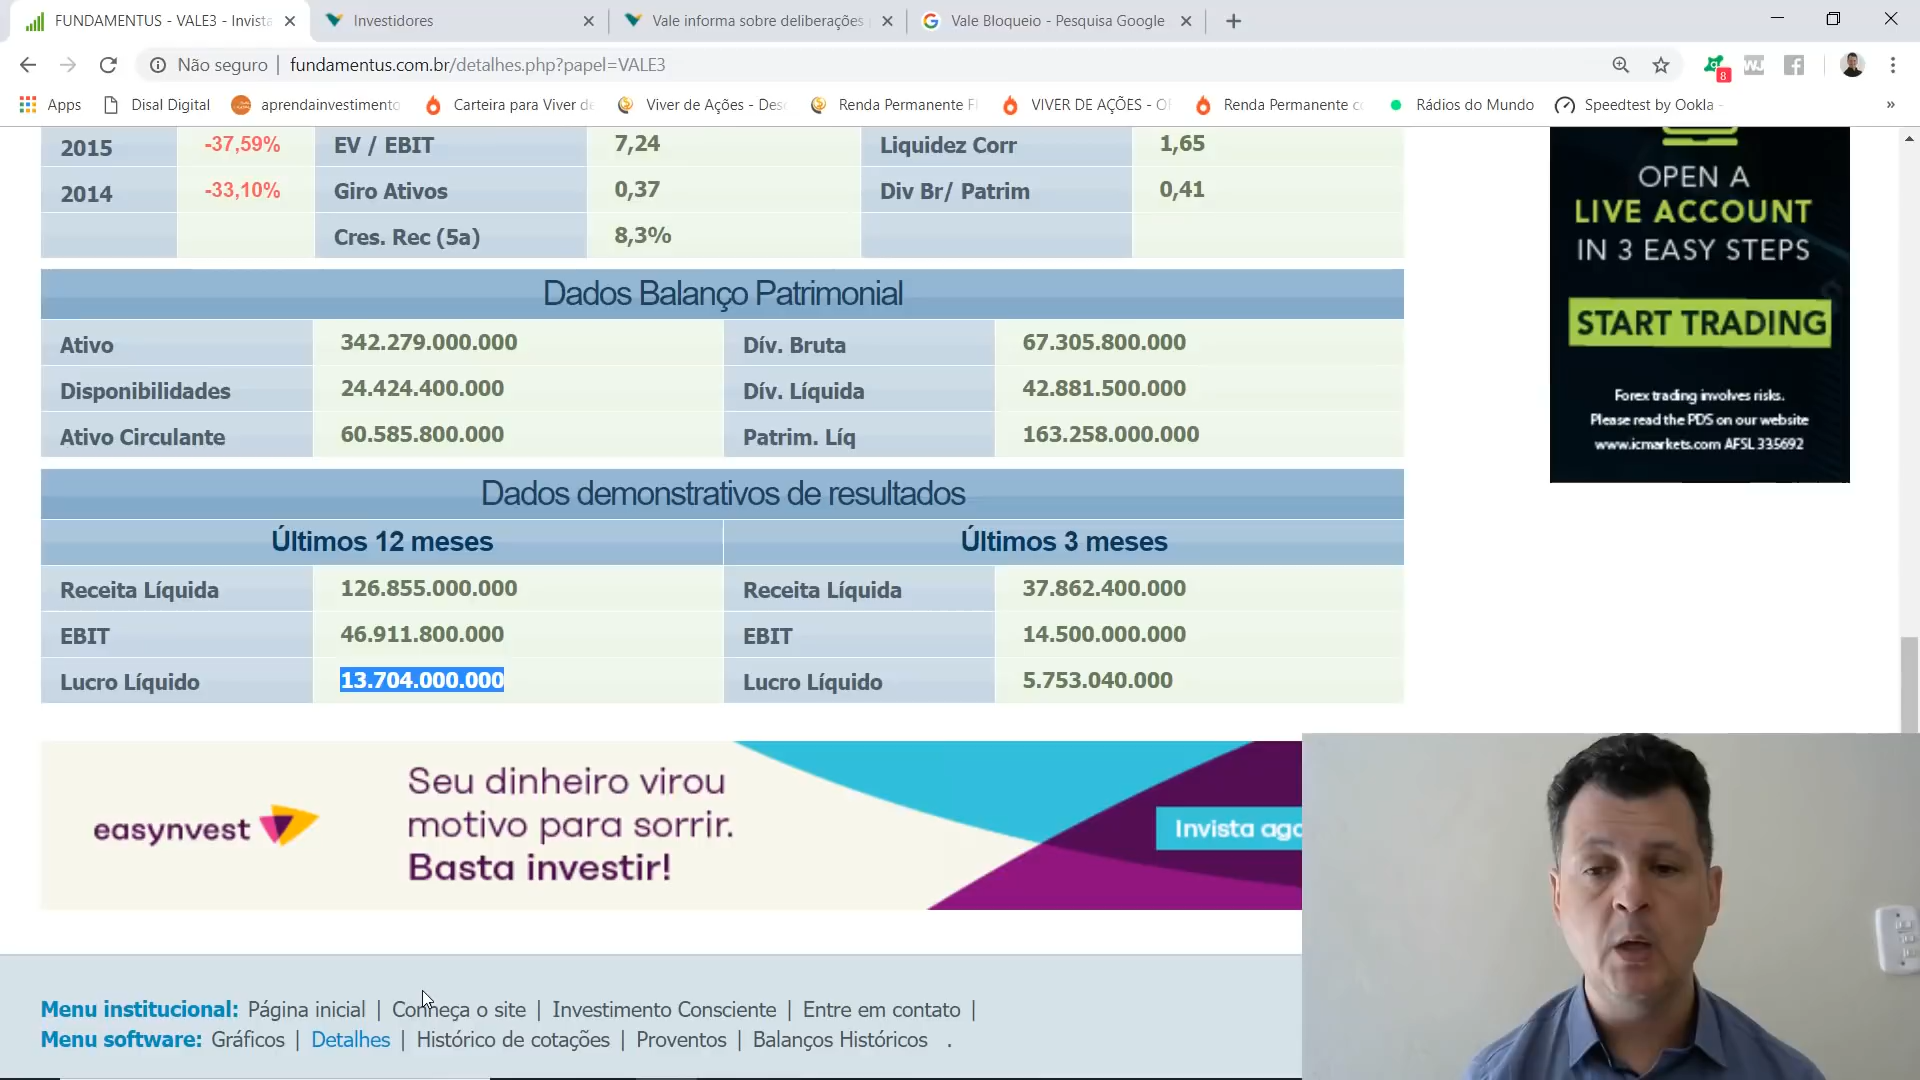 FUNDAMENTUS - VALE3 - Invista
Investidores
Vale informa sobre deliberações
Vale Bloqueio - Pesquisa Google
Não seguro | fundamentus.com.br/detalhes.php?papel=VALE3
8
WJ
Apps
Disal Digital
aprendainvestimento
Carteira para Viver de
Viver de Ações - Des
Renda Permanente F
VIVER DE AÇÕES - O
Renda Permanente co
Rádios do Mundo
Speedtest by Ookla -
»
2015 -37,59% EV / EBIT 7,24 Liquidez Corr 1,65
2014 -33,10% Giro Ativos 0,37 Div Br/ Patrim 0,41
Cres. Rec (5a) 8,3%
Dados Balanço Patrimonial
Ativo 342.279.000.000 Dív. Bruta 67.305.800.000
Disponibilidades 24.424.400.000 Dív. Líquida 42.881.500.000
Ativo Circulante 60.585.800.000 Patrim. Líq 163.258.000.000
Dados demonstrativos de resultados
Últimos 12 meses Últimos 3 meses
Receita Líquida 126.855.000.000 Receita Líquida 37.862.400.000
EBIT 46.911.800.000 EBIT 14.500.000.000
Lucro Líquido 13.704.000.000 Lucro Líquido 5.753.040.000
OPEN A
LIVE ACCOUNT
IN 3 EASY STEPS
START TRADING
Forex trading involves risks.
Please read the PDS on our website
www.icmarkets.com AFSL 335692
easynvest
Seu dinheiro virou
motivo para sorrir.
Basta investir!
Invista ago
Menu institucional: Página inicial | Conheça o site | Investimento Consciente | Entre em contato |
Menu software: Gráficos | Detalhes | Histórico de cotações | Proventos | Balanços Históricos .